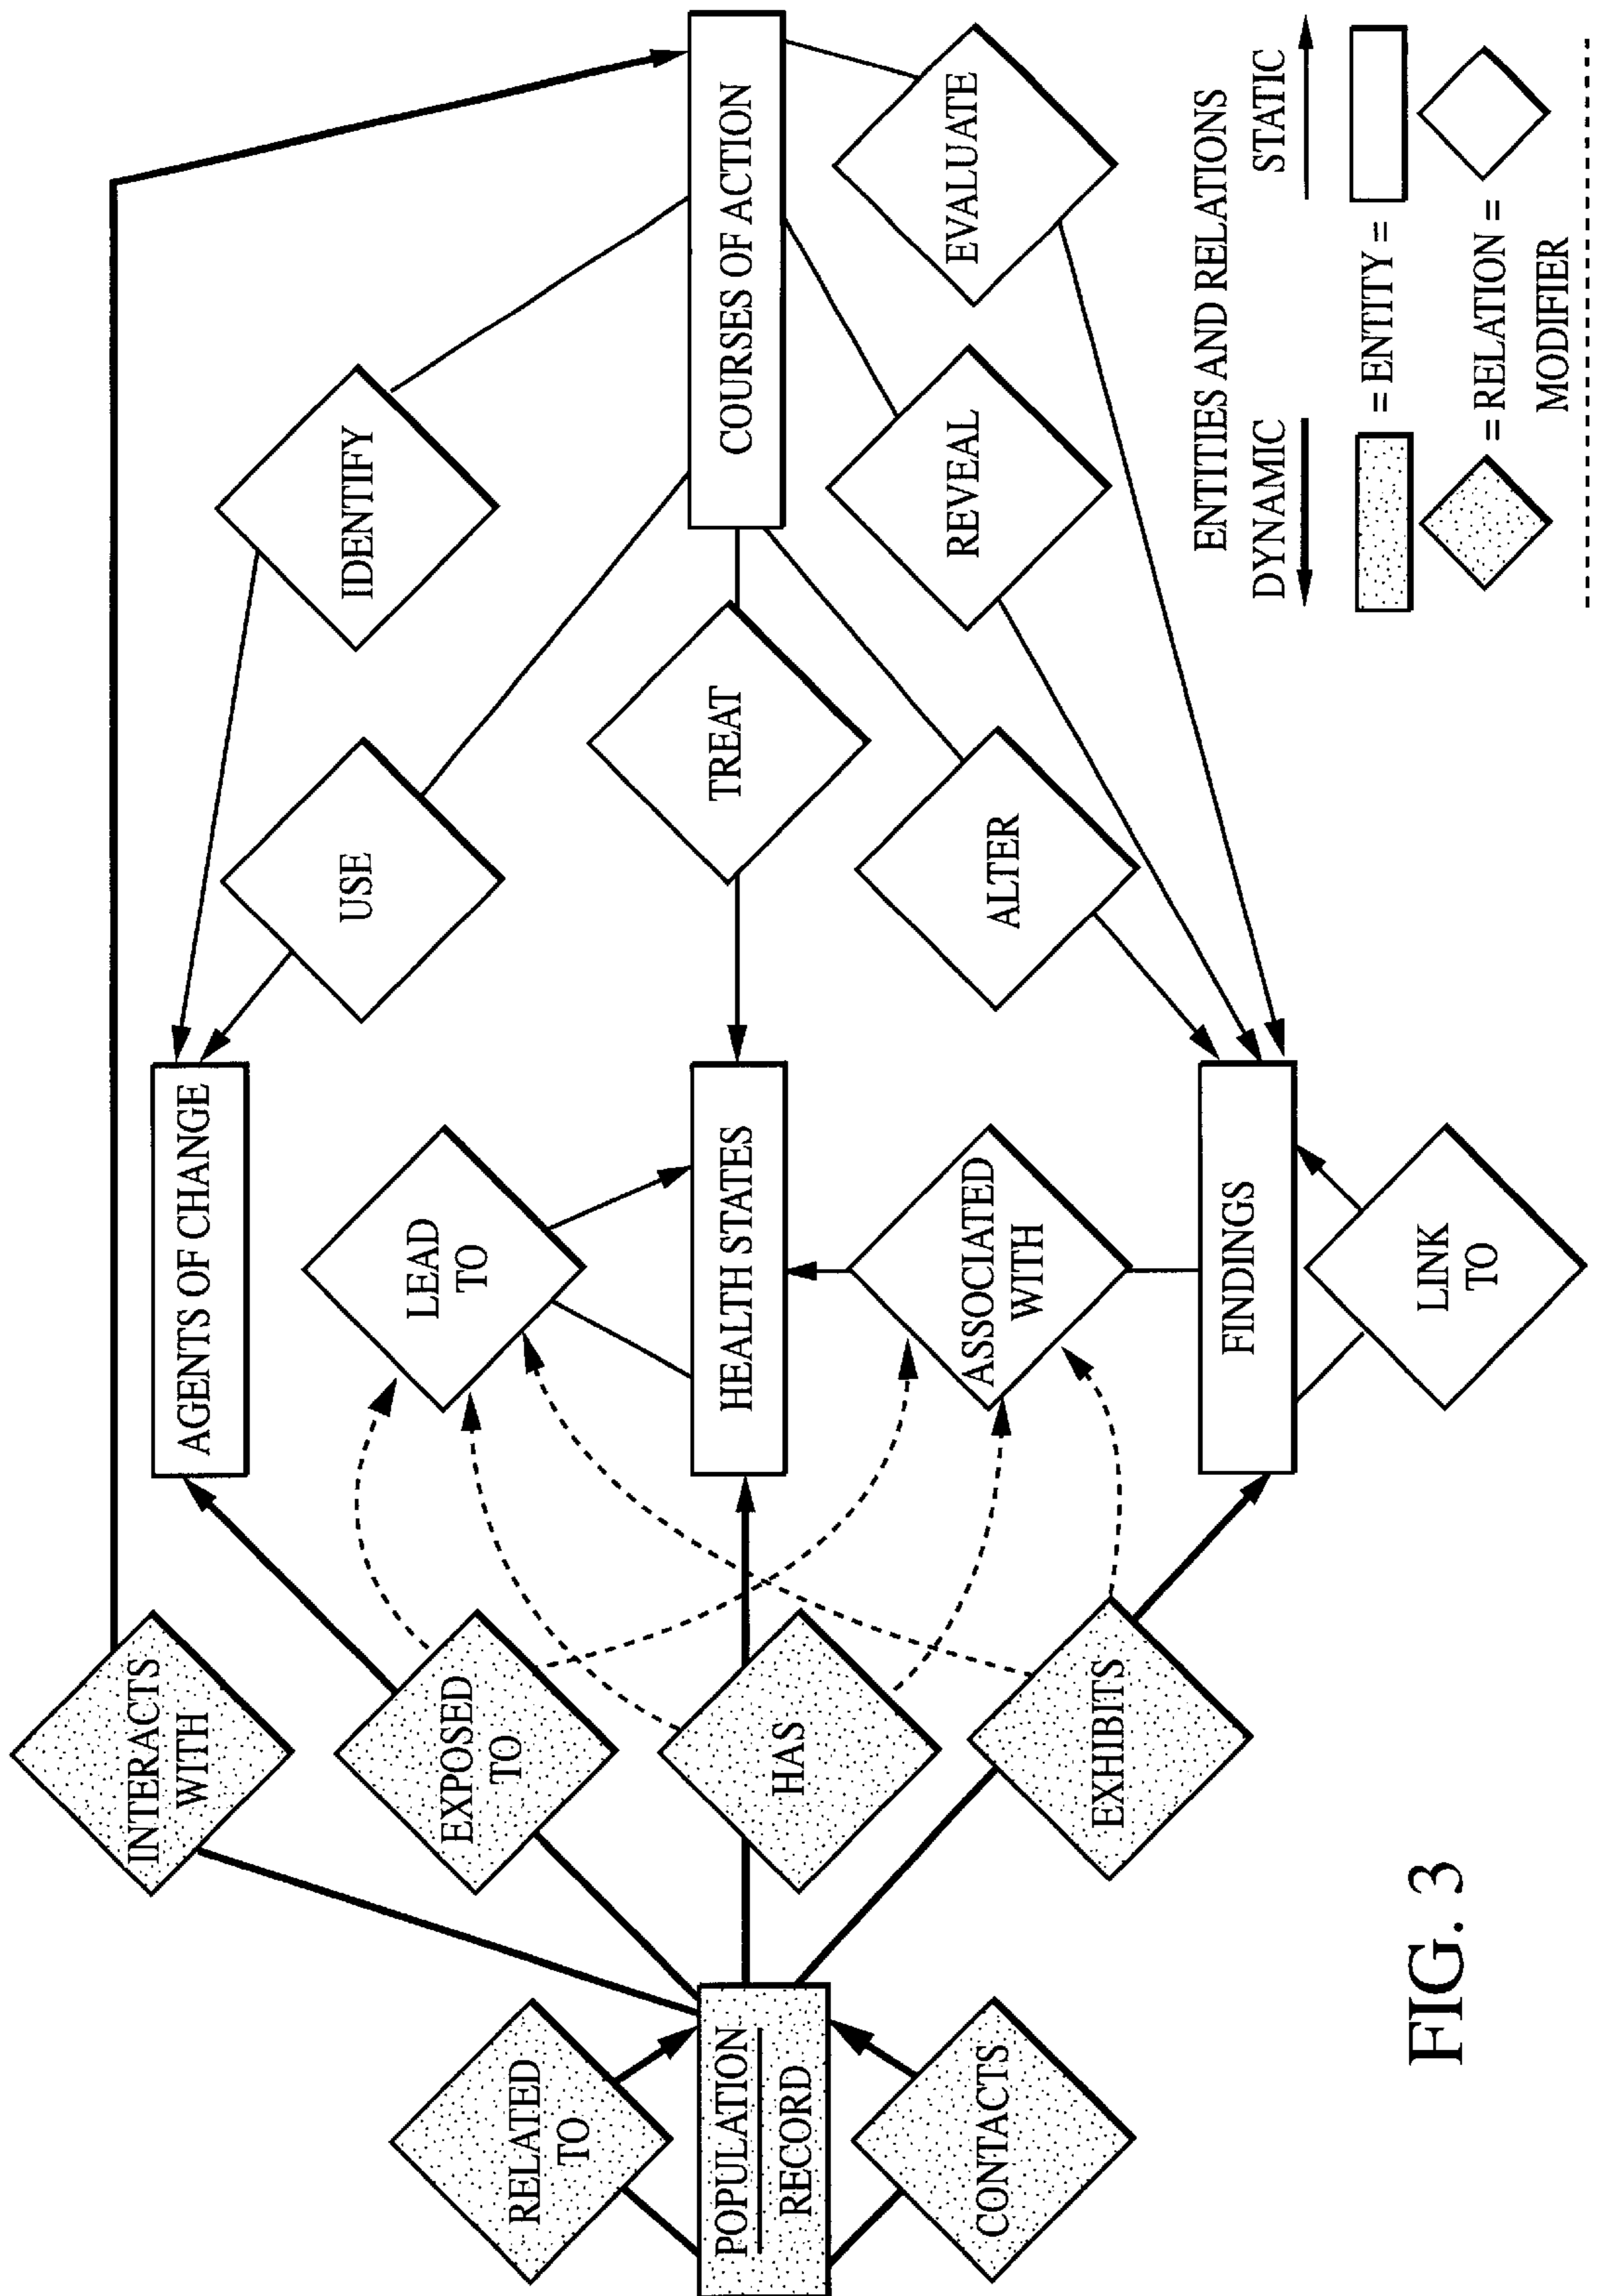 INTERACTS
WITH
AGENTS OF CHANGE
IDENTIFY
USE
RELATED
TO
EXPOSED
TO
LEAD
TO
POPULATION
RECORD
HAS
HEALTH STATES
TREAT
COURSES OF ACTION
CONTACTS
EXHIBITS
ASSOCIATED
WITH
ALTER
REVEAL
EVALUATE
FINDINGS
LINK
TO
ENTITIES AND RELATIONS
DYNAMIC STATIC
= ENTITY =
= RELATION =
MODIFIER
FIG. 3